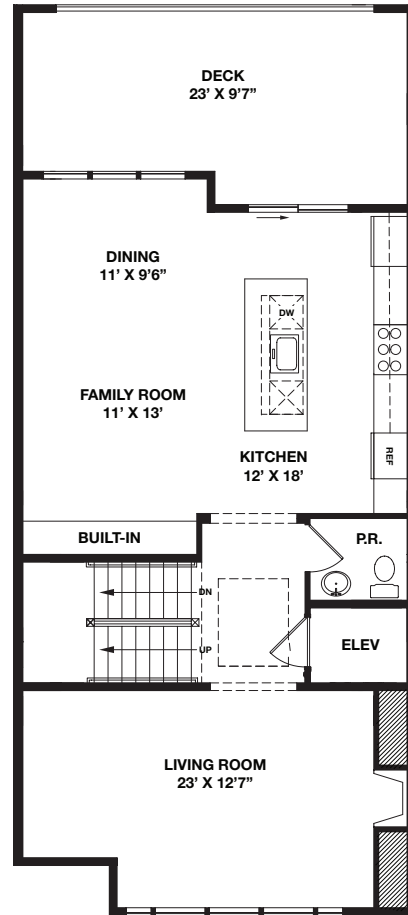 DECK
23’ X 9’7”
DINING
11’ X 9’6”
DW
FAMILY ROOM
11’ X 13’
KITCHEN
12’ X 18’
REF
BUILT-IN
P.R.
DN
UP
ELEV
LIVING ROOM
23’ X 12’7”